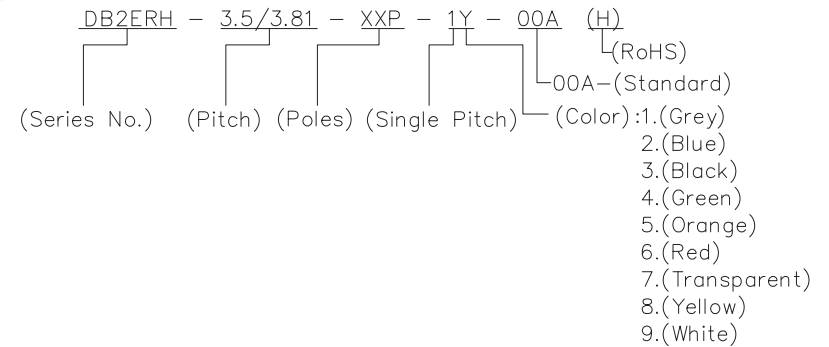 DB2ERH - 3.5/3.81 - XXP - 1Y - 00A (H)
(RoHS)
00A-(Standard)
(Series No.) (Pitch) (Poles) (Single Pitch) (Color):1.(Grey)
2.(Blue)
3.(Black)
4.(Green)
5.(Orange)
6.(Red)
7.(Transparent)
8.(Yellow)
9.(White)